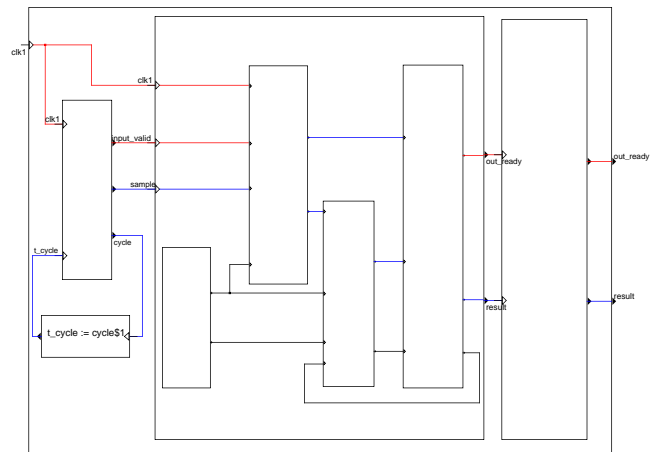 clk1
clk1
clk1
input_valid
sample
cycle
t_cycle
t_cycle := cycle$1
out_ready
result
out_ready
result